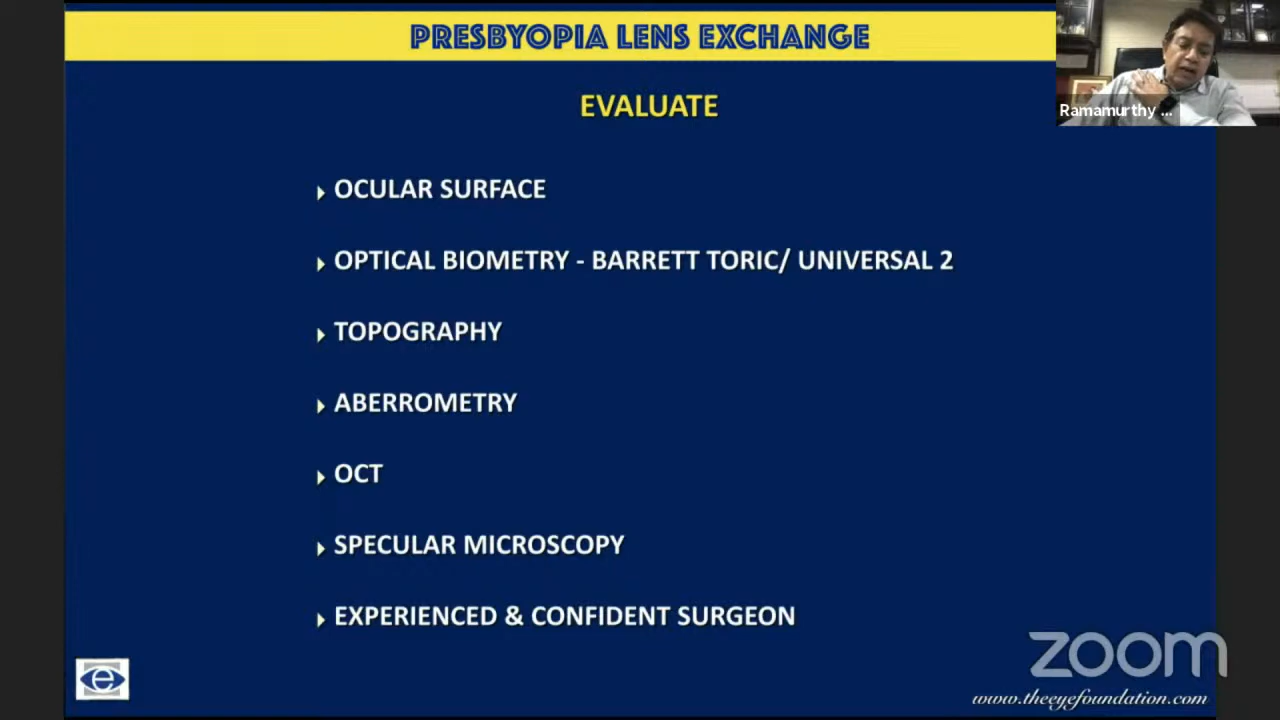 PRESBYOPIA LENS EXCHANGE
Ramamurthy ...
EVALUATE
OCULAR SURFACE
OPTICAL BIOMETRY - BARRETT TORIC/ UNIVERSAL 2
TOPOGRAPHY
ABERROMETRY
OCT
SPECULAR MICROSCOPY
EXPERIENCED & CONFIDENT SURGEON
zoom
e
www.theeyefoundation.com